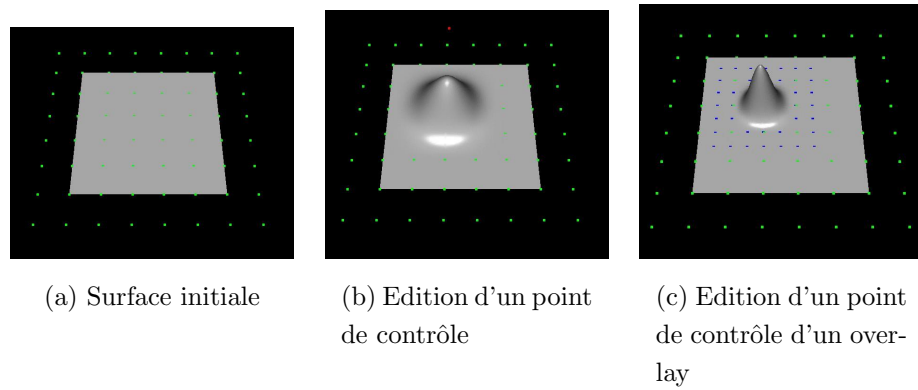 (a) Surface initiale
(b) Edition d'un point
de contrôle
(c) Edition d'un point
de contrôle d'un over-
lay